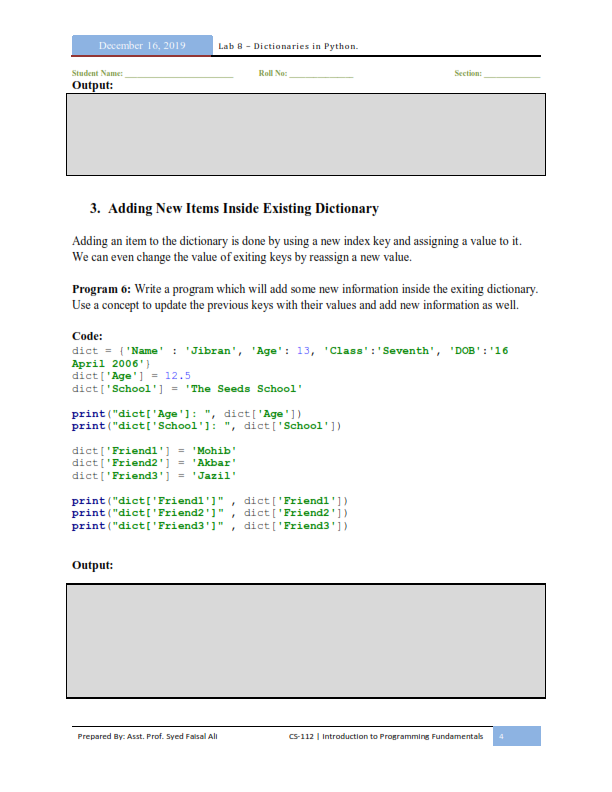 December 16, 2019 Lab 8 – Dictionaries in Python.
Student Name: __________________________ Roll No: ________________ Section: ______________
Output:
3. Adding New Items Inside Existing Dictionary
Adding an item to the dictionary is done by using a new index key and assigning a value to it.
We can even change the value of exiting keys by reassign a new value.
Program 6: Write a program which will add some new information inside the exiting dictionary.
Use a concept to update the previous keys with their values and add new information as well.
Code:
dict = {'Name' : 'Jibran', 'Age': 13, 'Class':'Seventh', 'DOB':'16
April 2006'}
dict['Age'] = 12.5
dict['School'] = 'The Seeds School'
print("dict['Age']: ", dict['Age'])
print("dict['School']: ", dict['School'])
dict['Friend1'] = 'Mohib'
dict['Friend2'] = 'Akbar'
dict['Friend3'] = 'Jazil'
print("dict['Friend1']" , dict['Friend1'])
print("dict['Friend2']" , dict['Friend2'])
print("dict['Friend3']" , dict['Friend3'])
Output:
Prepared By: Asst. Prof. Syed Faisal Ali CS-112 | Introduction to Programming Fundamentals 4